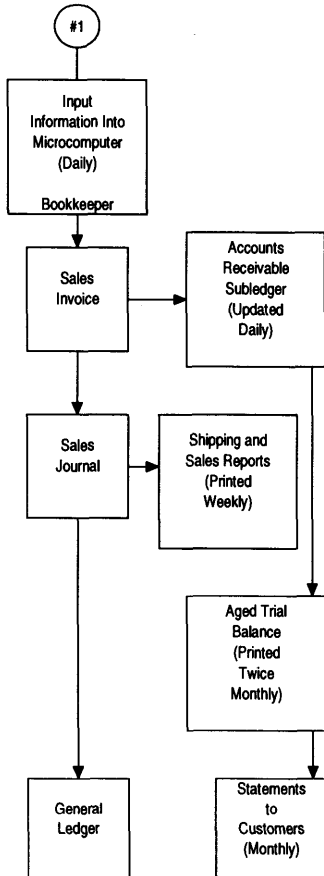 #1
Input
Information Into
Microcomputer
(Daily)
Bookkeeper
Sales
Invoice
Accounts
Receivable
Subledger
(Updated
Daily)
Sales
Journal
Shipping and
Sales Reports
(Printed
Weekly)
Aged Trial
Balance
(Printed
Twice
Monthly)
General
Ledger
Statements
to
Customers
(Monthly)